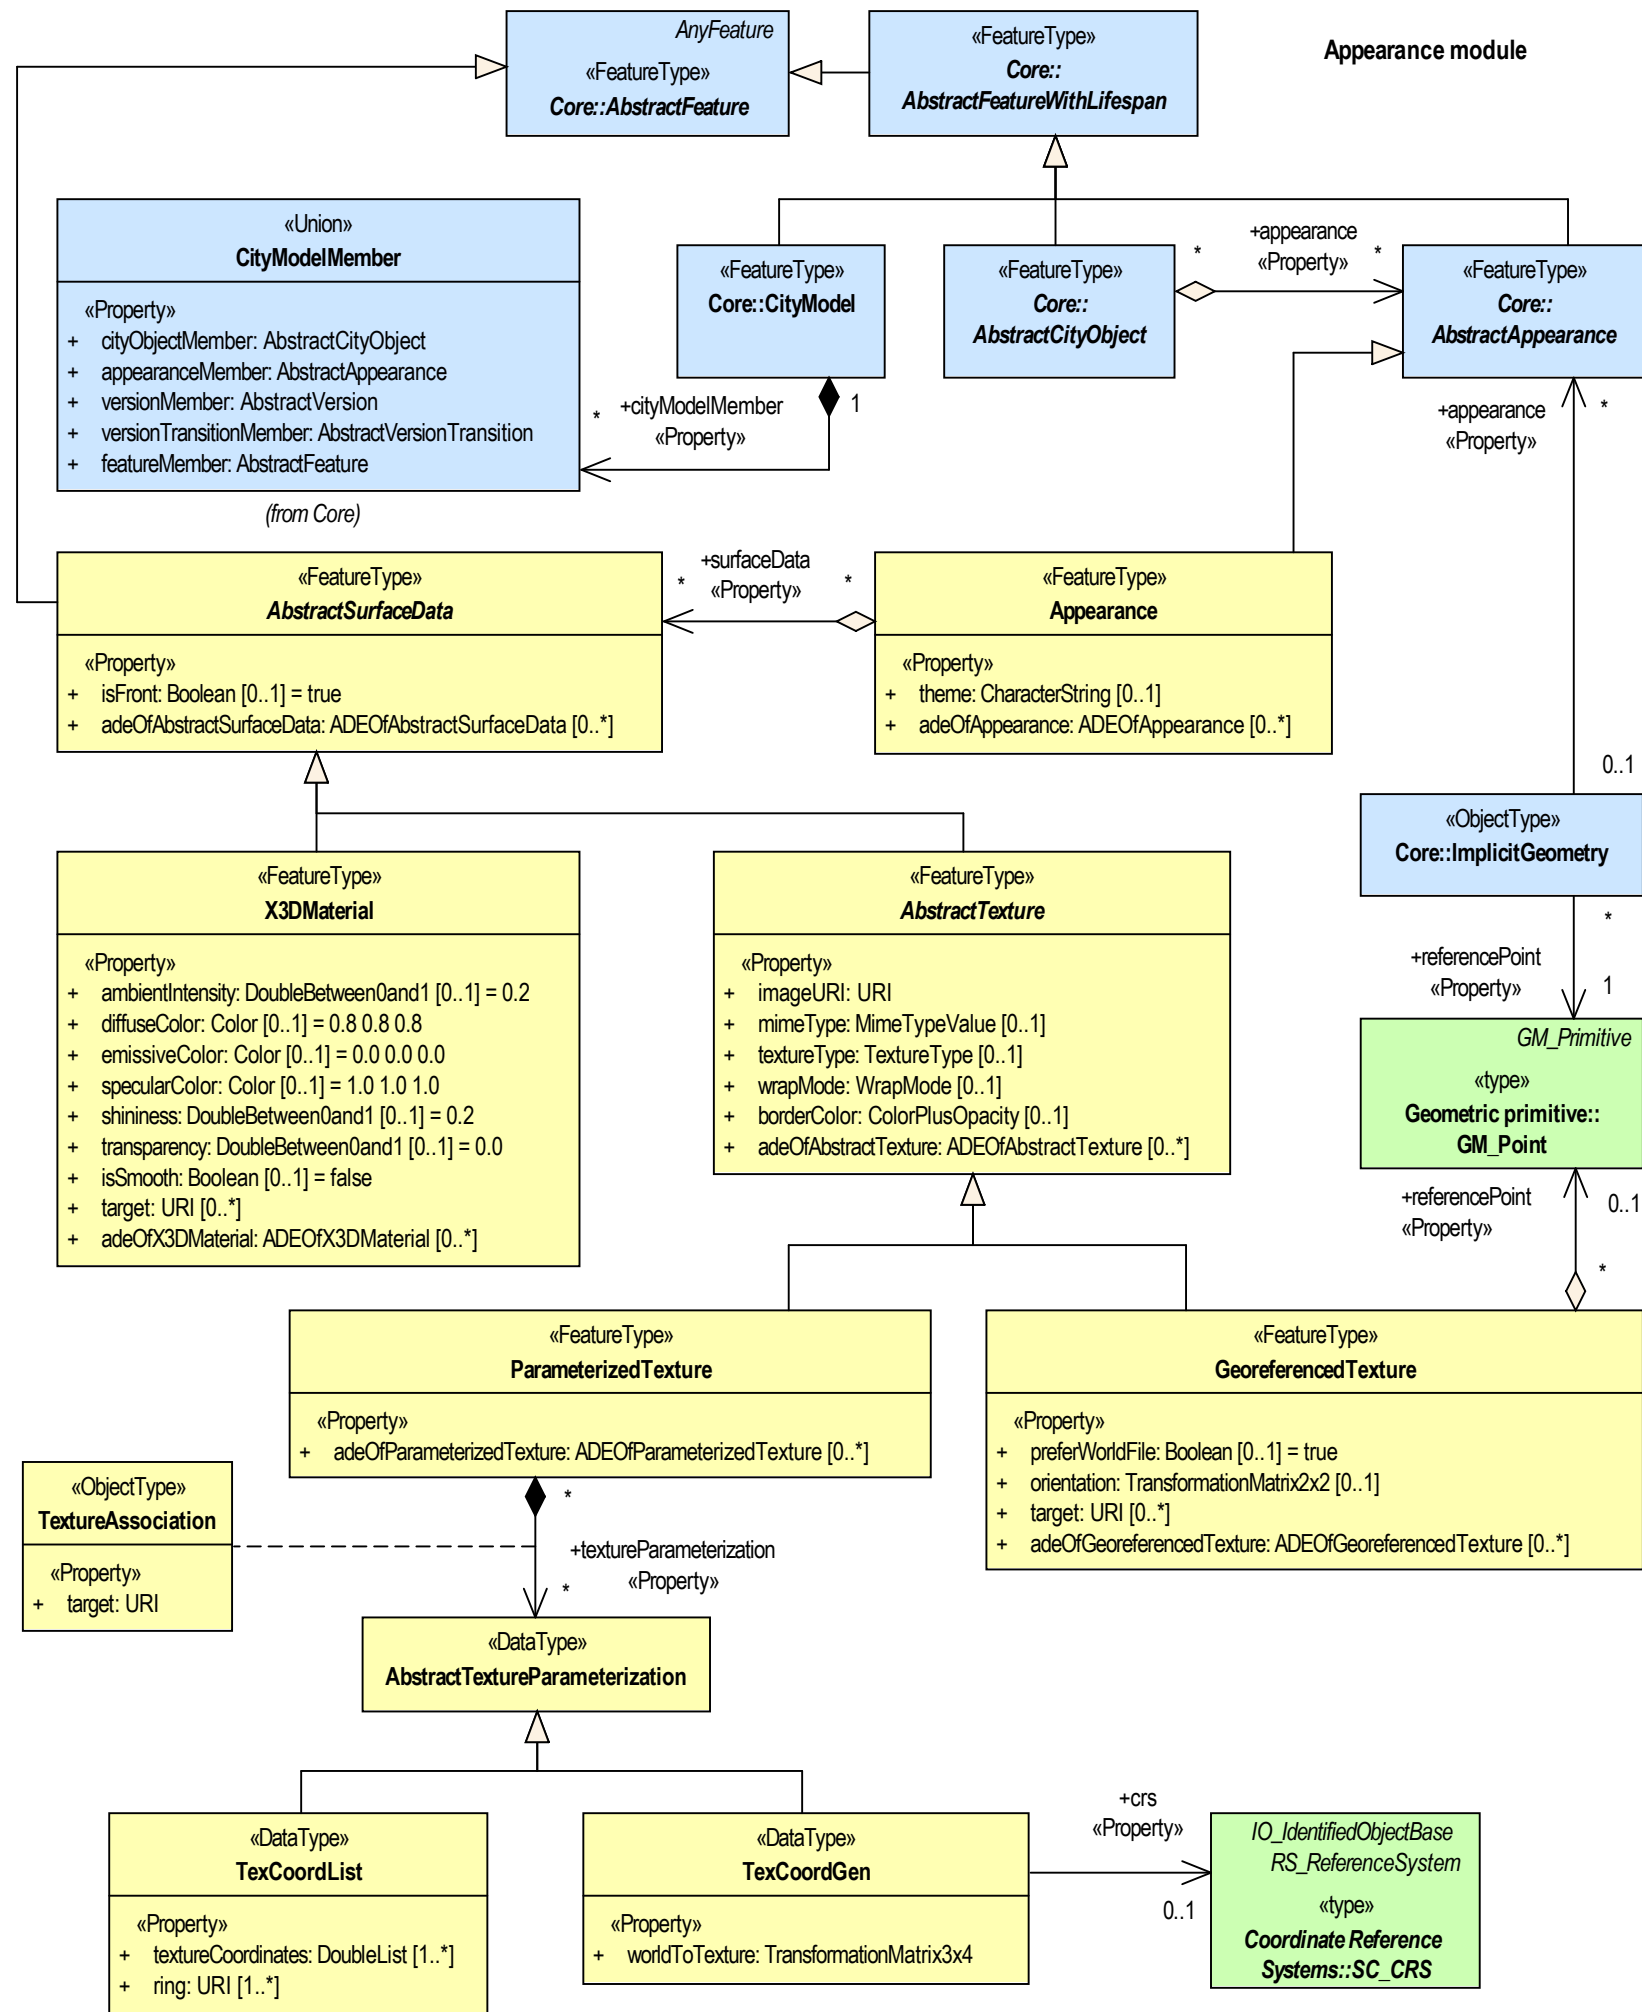 Appearance module
AnyFeature
«FeatureType»
Core::AbstractFeature
«FeatureType»
Core::
AbstractFeatureWithLifespan
«Union»
CityModelMember
«Property»
+ cityObjectMember: AbstractCityObject
+ appearanceMember: AbstractAppearance
+ versionMember: AbstractVersion
+ versionTransitionMember: AbstractVersionTransition
+ featureMember: AbstractFeature
(from Core)
«FeatureType»
Core::CityModel
1
+cityModelMember
«Property»
*
«FeatureType»
Core::
AbstractCityObject
*
+appearance
«Property»
*
«FeatureType»
Core::
AbstractAppearance
+appearance
«Property»
*
0..1
«FeatureType»
AbstractSurfaceData
«Property»
+ isFront: Boolean [0..1] = true
+ adeOfAbstractSurfaceData: ADEOfAbstractSurfaceData [0..*]
*
+surfaceData
«Property»
*
«FeatureType»
Appearance
«Property»
+ theme: CharacterString [0..1]
+ adeOfAppearance: ADEOfAppearance [0..*]
«ObjectType»
Core::ImplicitGeometry
*
+referencePoint
«Property»
1
«FeatureType»
X3DMaterial
«Property»
+ ambientIntensity: DoubleBetween0and1 [0..1] = 0.2
+ diffuseColor: Color [0..1] = 0.8 0.8 0.8
+ emissiveColor: Color [0..1] = 0.0 0.0 0.0
+ specularColor: Color [0..1] = 1.0 1.0 1.0
+ shininess: DoubleBetween0and1 [0..1] = 0.2
+ transparency: DoubleBetween0and1 [0..1] = 0.0
+ isSmooth: Boolean [0..1] = false
+ target: URI [0..*]
+ adeOfX3DMaterial: ADEOfX3DMaterial [0..*]
«FeatureType»
AbstractTexture
«Property»
+ imageURI: URI
+ mimeType: MimeTypeValue [0..1]
+ textureType: TextureType [0..1]
+ wrapMode: WrapMode [0..1]
+ borderColor: ColorPlusOpacity [0..1]
+ adeOfAbstractTexture: ADEOfAbstractTexture [0..*]
GM_Primitive
«type»
Geometric primitive::
GM_Point
+referencePoint
«Property»
0..1
*
«FeatureType»
ParameterizedTexture
«Property»
+ adeOfParameterizedTexture: ADEOfParameterizedTexture [0..*]
«FeatureType»
GeoreferencedTexture
«Property»
+ preferWorldFile: Boolean [0..1] = true
+ orientation: TransformationMatrix2x2 [0..1]
+ target: URI [0..*]
+ adeOfGeoreferencedTexture: ADEOfGeoreferencedTexture [0..*]
«ObjectType»
TextureAssociation
«Property»
+ target: URI
*
+textureParameterization
«Property»
*
«DataType»
AbstractTextureParameterization
«DataType»
TexCoordList
«Property»
+ textureCoordinates: DoubleList [1..*]
+ ring: URI [1..*]
«DataType»
TexCoordGen
«Property»
+ worldToTexture: TransformationMatrix3x4
+crs
«Property»
0..1
IO_IdentifiedObjectBase
RS_ReferenceSystem
«type»
Coordinate Reference
Systems::SC_CRS